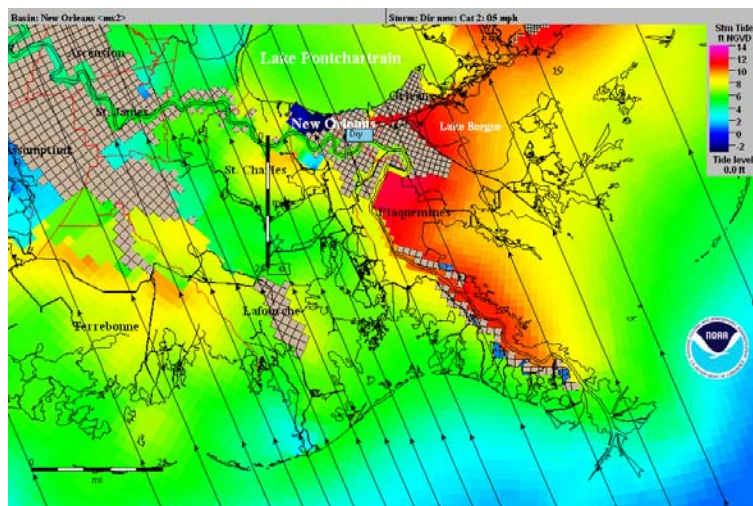 Basin: New Orleans <ms2>
Storm: Dir nnw: Cat 2: 05 mph
Stm Tide
ft NGVD
14
12
10
8
6
4
2
0
-2
Tide level
0.0 ft
Ascension
Lake Pontchartrain
St. James
Orleans
New Orleans
Dry
Lake Borgne
St. Charles
Plaquemines
Lafourche
Terrebonne
NOAA
mi